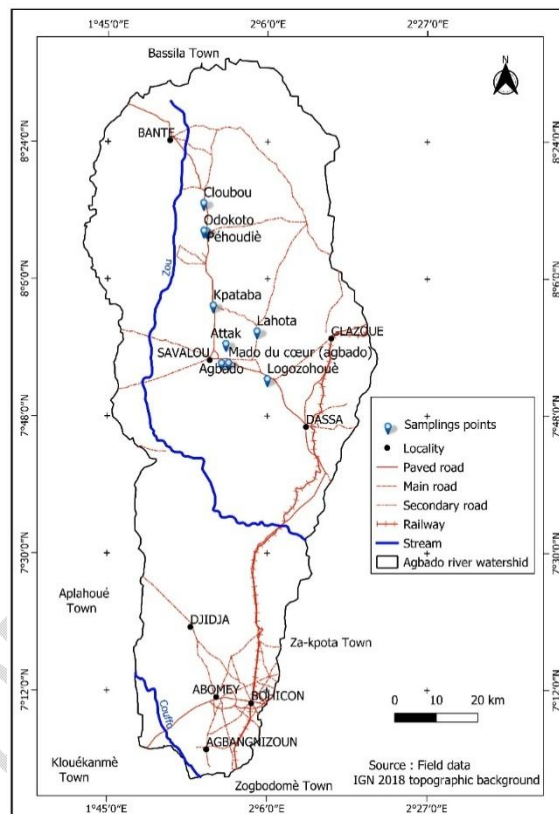 1°45'0"E 2°6'0"E 2°27'0"E
Bassila Town
N
BANTE
8°24'0"N 8°24'0"N
Cloubou
Odokoto
Péhoudiè
Zou
8°6'0"N 8°6'0"N
Kpataba
Lahota
Attak
GLAZOUE
SAVALOU
Mado du cœur (agbado)
Agbado
Logozohouè
7°48'0"N 7°48'0"N
DASSA
Samplings points
Locality
Paved road
Main road
Secondary road
Railway
Stream
Agbado river watershid
7°30'0"N 7°30'0"N
Aplahoué
Town
DJIDJA
Za-kpota Town
7°12'0"N 7°12'0"N
ABOMEY
BOHICON
Couffo
0 10 20 km
AGBANGNIZOUN
Klouékanmè
Town
Zogbodomè Town
Source : Field data
IGN 2018 topographic background
1°45'0"E 2°6'0"E 2°27'0"E